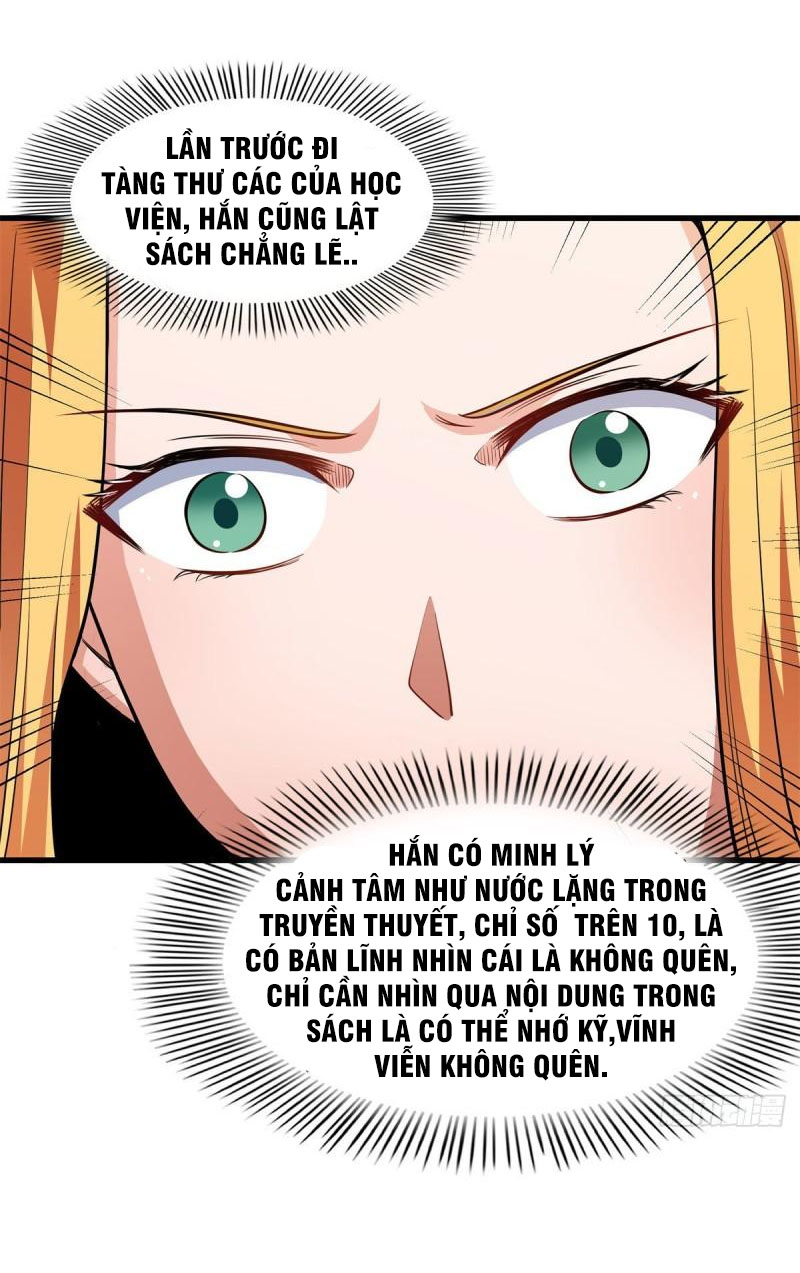 LẦN TRƯỚC ĐI
TÀNG THƯ CÁC CỦA HỌC
VIỆN, HẮN CŨNG LẬT
SÁCH CHẲNG LẼ..
HẮN CÓ MINH LÝ
CẢNH TÂM NHƯ NƯỚC LẶNG TRONG
TRUYỀN THUYẾT, CHỈ SỐ TRÊN 10, LÀ
CÓ BẢN LĨNH NHÌN CÁI LÀ KHÔNG QUÊN,
CHỈ CẦN NHÌN QUA NỘI DUNG TRONG
SÁCH LÀ CÓ THỂ NHỚ KỸ,VĨNH
VIỄN KHÔNG QUÊN.